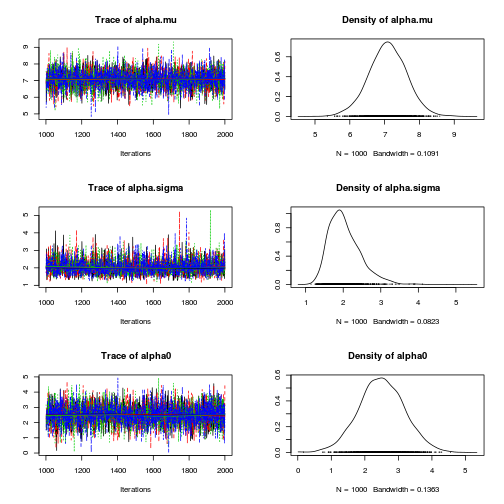 Trace of alpha.mu
5 6 7 8 9
1000 1200 1400 1600 1800 2000
Iterations
Density of alpha.mu
0.0 0.2 0.4 0.6
5 6 7 8 9
N = 1000 Bandwidth = 0.1091
Trace of alpha.sigma
1 2 3 4 5
1000 1200 1400 1600 1800 2000
Iterations
Density of alpha.sigma
0.0 0.4 0.8
1 2 3 4 5
N = 1000 Bandwidth = 0.0823
Trace of alpha0
0 1 2 3 4 5
1000 1200 1400 1600 1800 2000
Iterations
Density of alpha0
0.0 0.2 0.4 0.6
0 1 2 3 4 5
N = 1000 Bandwidth = 0.1363